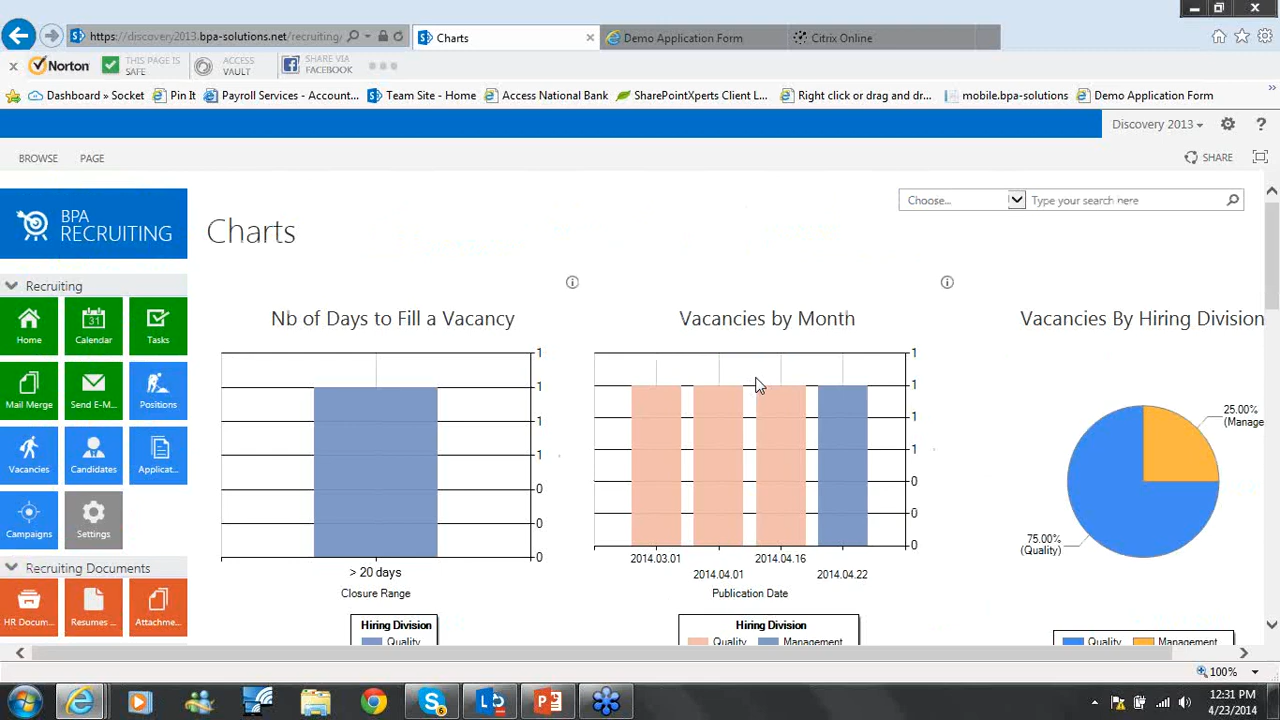 https://discovery2013.bpa-solutions.net/recruiting/
Charts
Demo Application Form
Citrix Online
Norton
THIS PAGE IS SAFE
ACCESS VAULT
SHARE VIA FACEBOOK
Dashboard » Socket
Pin It
Payroll Services - Account...
Team Site - Home
Access National Bank
SharePointXperts Client L...
Right click or drag and dr...
mobile.bpa-solutions
Demo Application Form
Discovery 2013
BROWSE
PAGE
SHARE
BPA
RECRUITING
Charts
Choose...
Type your search here
Recruiting
Home
Calendar
31
Tasks
Mail Merge
Send E-M...
Positions
Vacancies
Candidates
Applicat...
Campaigns
Settings
Recruiting Documents
HR Docum...
Resumes ...
Attachme...
Nb of Days to Fill a Vacancy
1
1
1
1
0
0
0
> 20 days
Closure Range
Hiring Division
Quality
Vacancies by Month
1
1
1
1
0
0
0
2014.03.01
2014.04.01
2014.04.16
2014.04.22
Publication Date
Hiring Division
Quality
Management
Vacancies By Hiring Division
25.00%
(Manage
75.00%
(Quality)
Quality
Management
100%
6
12:31 PM
4/23/2014